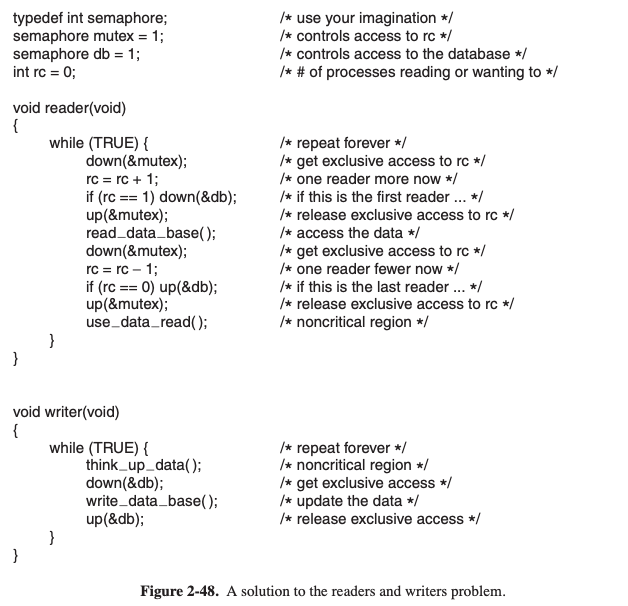 typedef int semaphore; /* use your imagination */
semaphore mutex = 1; /* controls access to rc */
semaphore db = 1; /* controls access to the database */
int rc = 0; /* # of processes reading or wanting to */
void reader(void)
{
while (TRUE) { /* repeat forever */
down(&mutex); /* get exclusive access to rc */
rc = rc + 1; /* one reader more now */
if (rc == 1) down(&db); /* if this is the first reader ... */
up(&mutex); /* release exclusive access to rc */
read_data_base( ); /* access the data */
down(&mutex); /* get exclusive access to rc */
rc = rc − 1; /* one reader fewer now */
if (rc == 0) up(&db); /* if this is the last reader ... */
up(&mutex); /* release exclusive access to rc */
use_data_read( ); /* noncritical region */
}
}
void writer(void)
{
while (TRUE) { /* repeat forever */
think_up_data( ); /* noncritical region */
down(&db); /* get exclusive access */
write_data_base( ); /* update the data */
up(&db); /* release exclusive access */
}
}
Figure 2-48. A solution to the readers and writers problem.